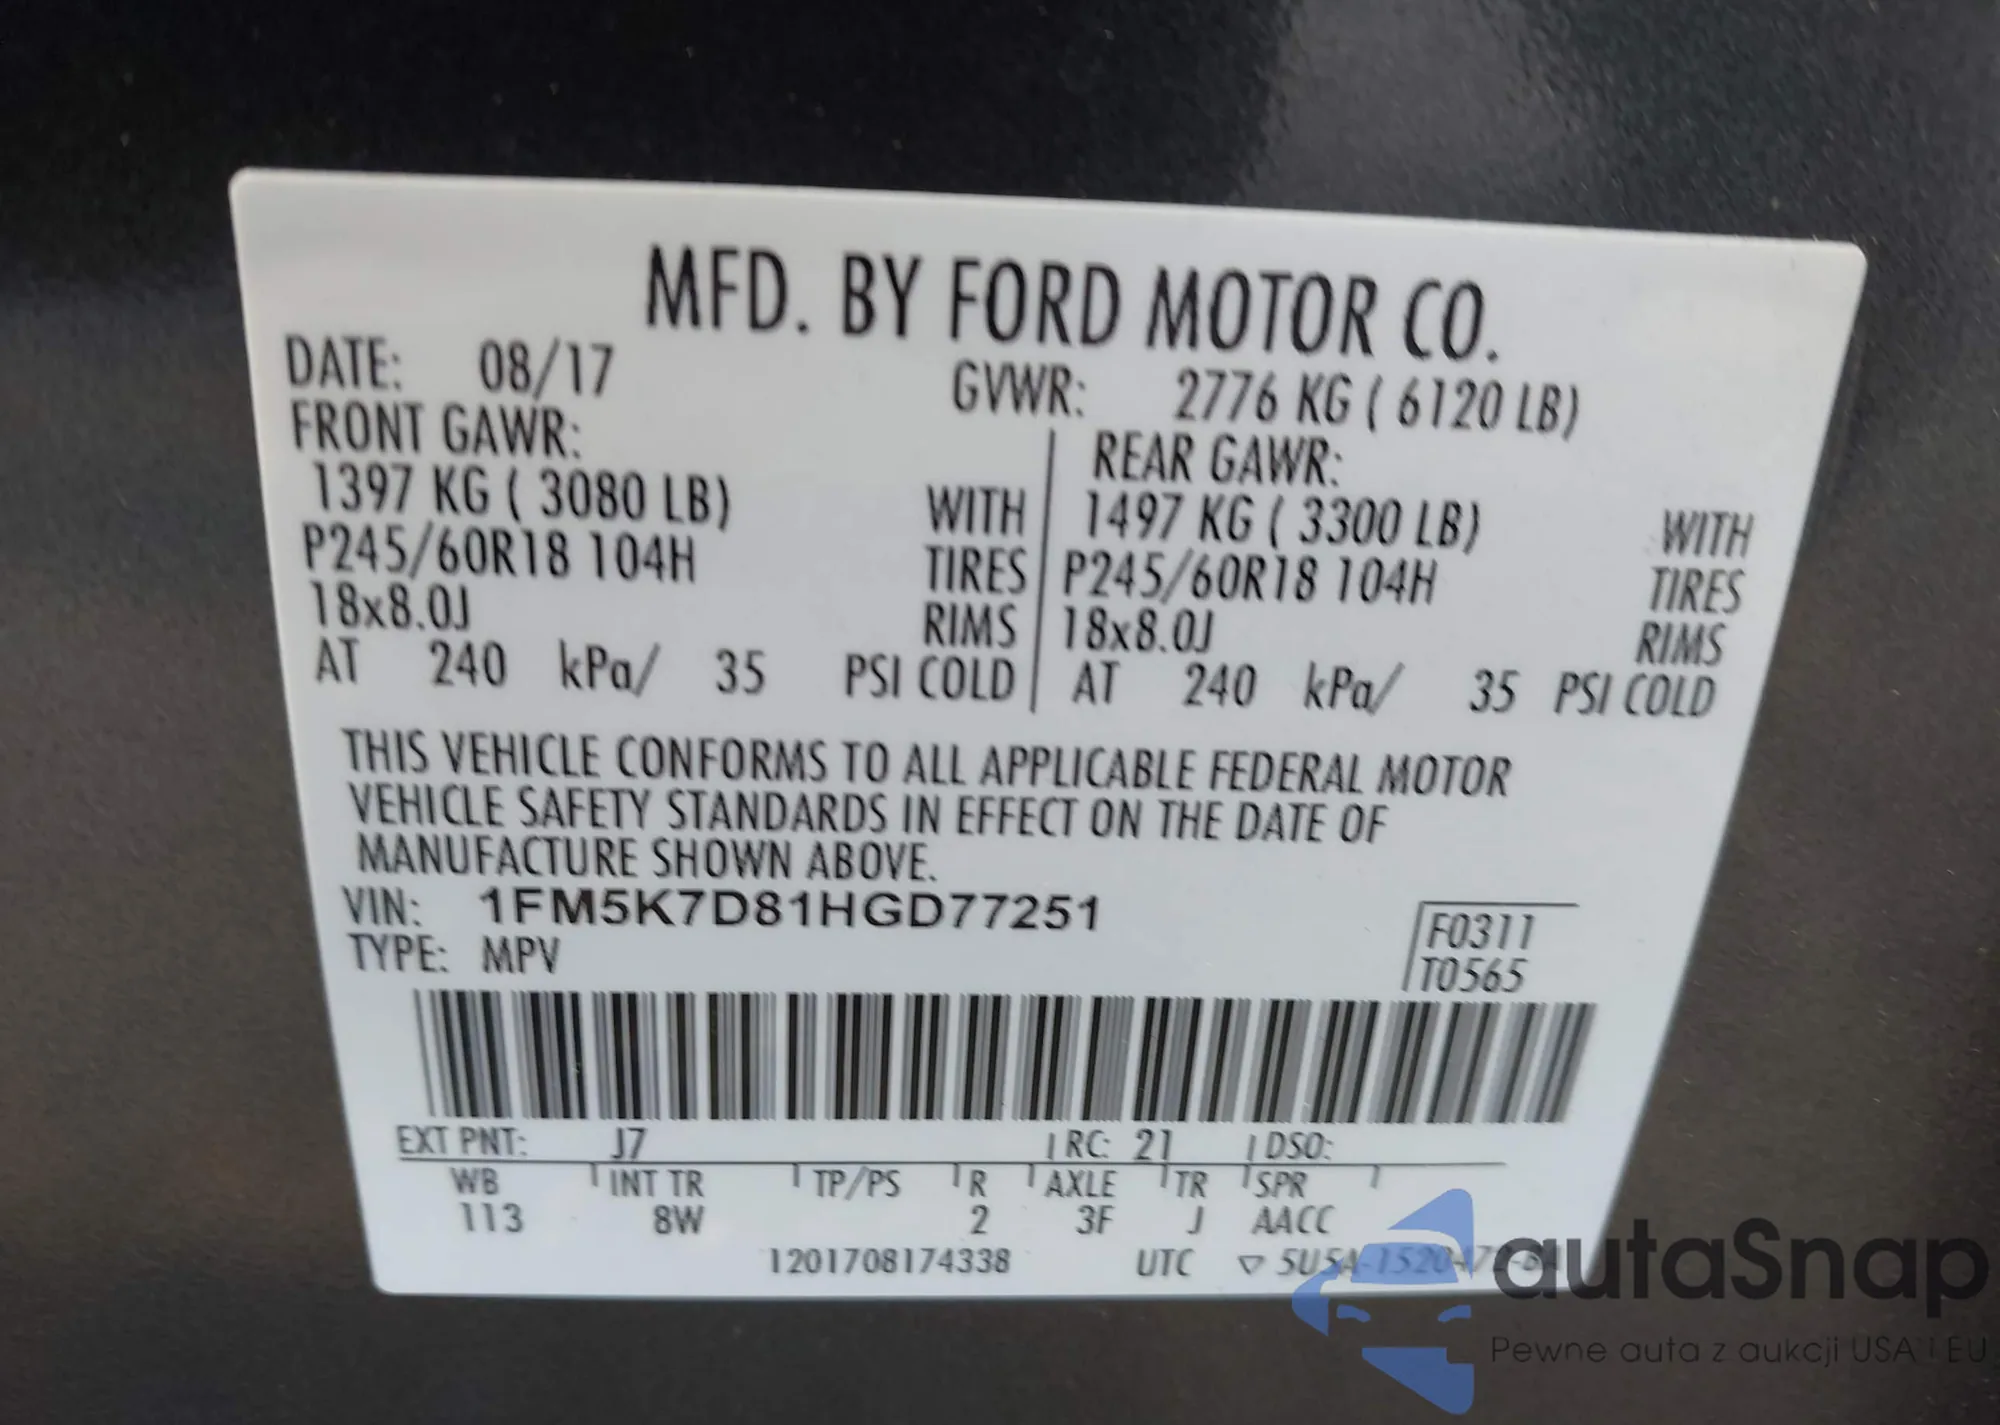 MFD. BY FORD MOTOR CO.
DATE: 08/17
GVWR: 2776 KG ( 6120 LB)
FRONT GAWR:
1397 KG ( 3080 LB) WITH
P245/60R18 104H TIRES
18x8.0J RIMS
AT 240 kPa/ 35 PSI COLD
REAR GAWR:
1497 KG ( 3300 LB) WITH
P245/60R18 104H TIRES
18x8.0J RIMS
AT 240 kPa/ 35 PSI COLD
THIS VEHICLE CONFORMS TO ALL APPLICABLE FEDERAL MOTOR
VEHICLE SAFETY STANDARDS IN EFFECT ON THE DATE OF
MANUFACTURE SHOWN ABOVE.
VIN: 1FM5K7D81HGD77251
TYPE: MPV
F0311
T0565
EXT PNT: J7 RC: 21 DSO:
WB INT TR TP/PS R AXLE TR SPR
113 8W 2 3F J AACC
1201708174338 UTC ▽ 5U5A-1520472-
autaSnap
Pewne auta z aukcji USA i EU